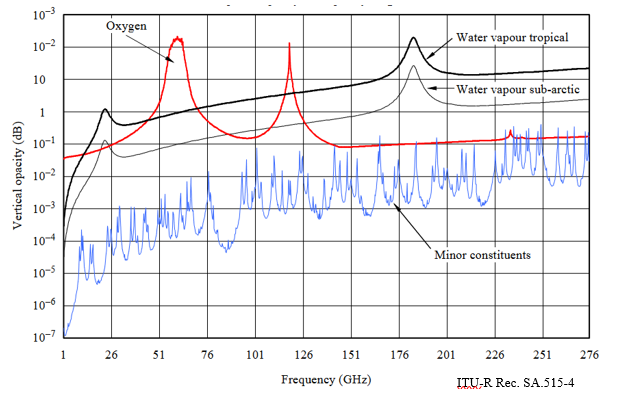 10⁻³
Oxygen
10⁻²
Water vapour tropical
10
Water vapour sub-arctic
1
10⁻¹
10⁻²
10⁻³
10⁻⁴
Minor constituents
10⁻⁵
10⁻⁶
10⁻⁷
Vertical opacity (dB)
1 26 51 76 101 126 151 176 201 226 251 276
Frequency (GHz)
ITU-R Rec. SA.515-4